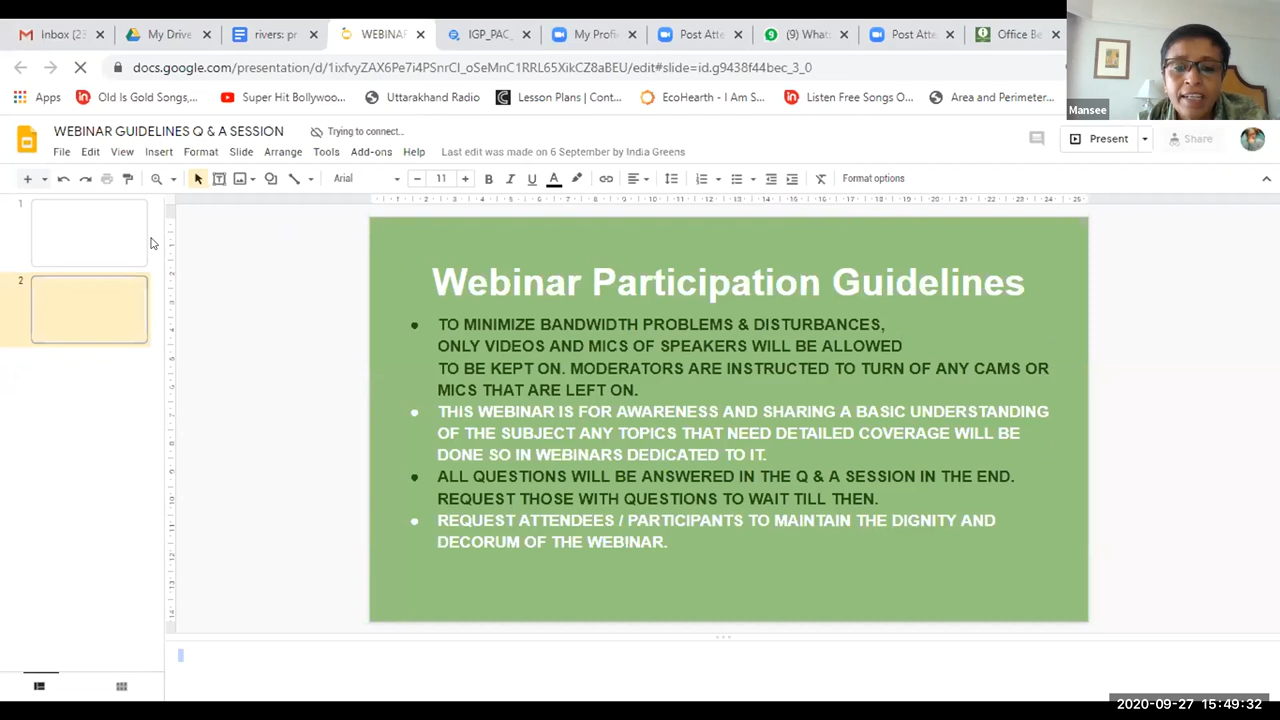 Inbox (23
My Drive
rivers: pr
WEBINAR
IGP_PAC_
My Profi
Post Atte
(9) What
Post Atte
Office Be
docs.google.com/presentation/d/1ixfvyZAX6Pe74PSnrCI_oSeMnC1RRL65XikCZ8aBEU/edit#slide=id.g9438f44bec_3_0
Apps
Old Is Gold Songs,...
Super Hit Bollywoo...
Uttarakhand Radio
Lesson Plans | Cont...
EcoHearth - I Am S...
Listen Free Songs O...
Area and Perimeter...
Mansee
WEBINAR GUIDELINES Q & A SESSION
Trying to connect...
Present
Share
File Edit View Insert Format Slide Arrange Tools Add-ons Help
Last edit was made on 6 September by India Greens
Arial
11
Format options
1
2
Webinar Participation Guidelines
● TO MINIMIZE BANDWIDTH PROBLEMS & DISTURBANCES,
ONLY VIDEOS AND MICS OF SPEAKERS WILL BE ALLOWED
TO BE KEPT ON. MODERATORS ARE INSTRUCTED TO TURN OF ANY CAMS OR
MICS THAT ARE LEFT ON.
● THIS WEBINAR IS FOR AWARENESS AND SHARING A BASIC UNDERSTANDING
OF THE SUBJECT ANY TOPICS THAT NEED DETAILED COVERAGE WILL BE
DONE SO IN WEBINARS DEDICATED TO IT.
● ALL QUESTIONS WILL BE ANSWERED IN THE Q & A SESSION IN THE END.
REQUEST THOSE WITH QUESTIONS TO WAIT TILL THEN.
● REQUEST ATTENDEES / PARTICIPANTS TO MAINTAIN THE DIGNITY AND
DECORUM OF THE WEBINAR.
2020-09-27 15:49:32